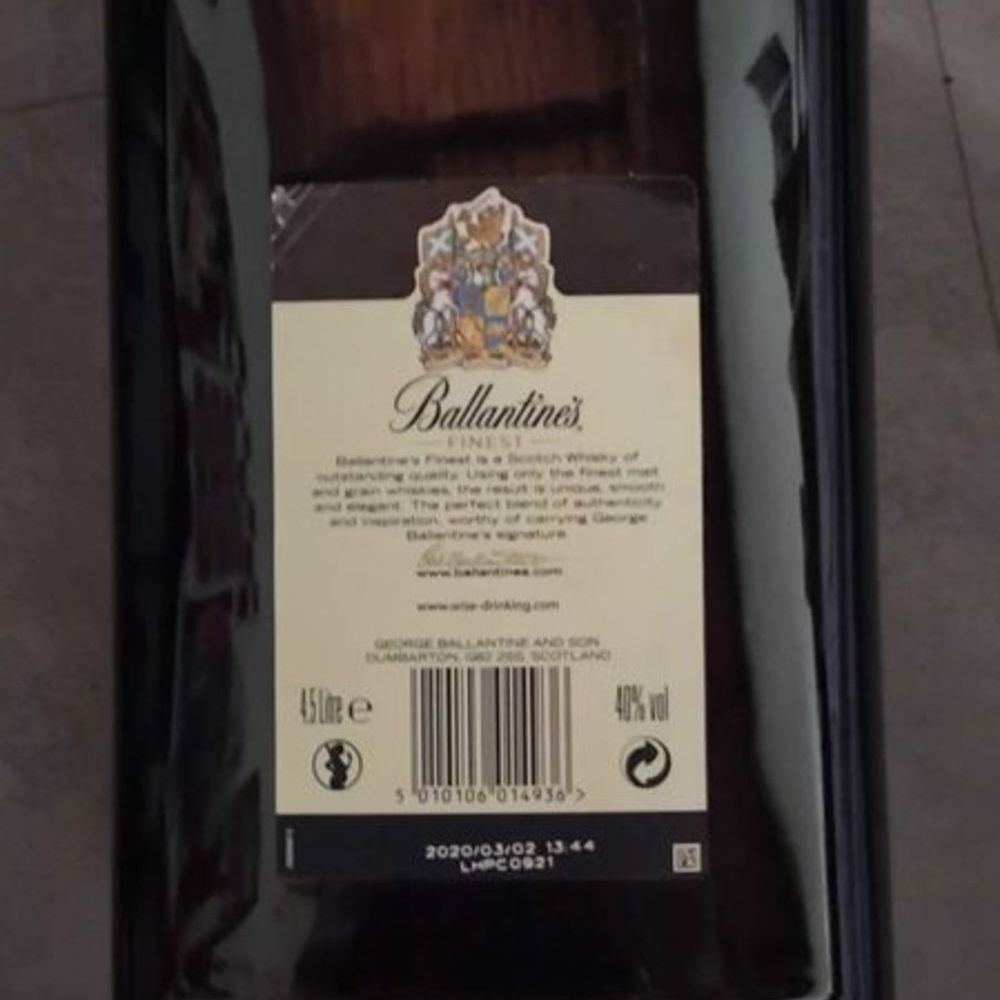 Ballantine's
FINEST
Ballantine's Finest is a Scotch Whisky of
outstanding quality. Using only the finest malt
and grain whiskies, the result is unique, smooth
and elegant. The perfect blend of authenticity
and inspiration, worthy of carrying George
Ballantine's signature
www.ballantines.com
www.wise-drinking.com
GEORGE BALLANTINE AND SON
DUMBARTON, G82 2SS, SCOTLAND
4.5 Litre e
40% vol
5 010106 014936 >
2020/03/02 13:44
LHPC0921